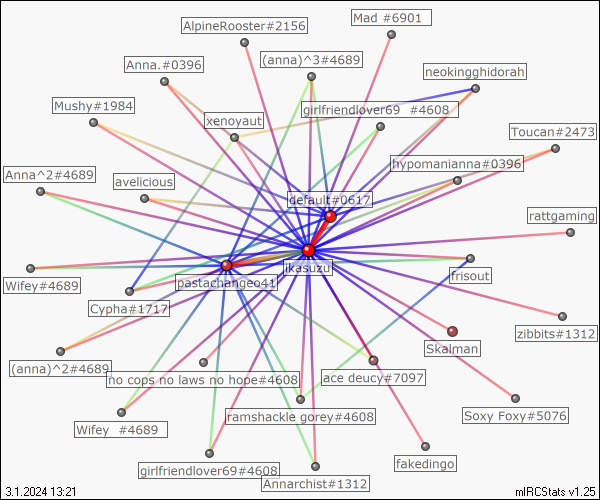 Mad #6901
AlpineRooster#2156
(anna)^3#4689
Anna.#0396
neokingghidorah
Mushy#1984
girlfriendlover69 #4608
xenoyaut
Toucan#2473
hypomanianna#0396
Anna^2#4689
avelicious
default#0617
rattgaming
ikasuzu
frisout
pastachangeo41
Wifey#4689
Cypha#1717
zibbits#1312
Skalman
(anna)^2#4689
no cops no laws no hope#4608
ace deucy#7097
ramshackle gorey#4608
Soxy Foxy#5076
Wifey #4689
fakedingo
girlfriendlover69#4608
Annarchist#1312
3.1.2024 13:21
mIRCStats v1.25